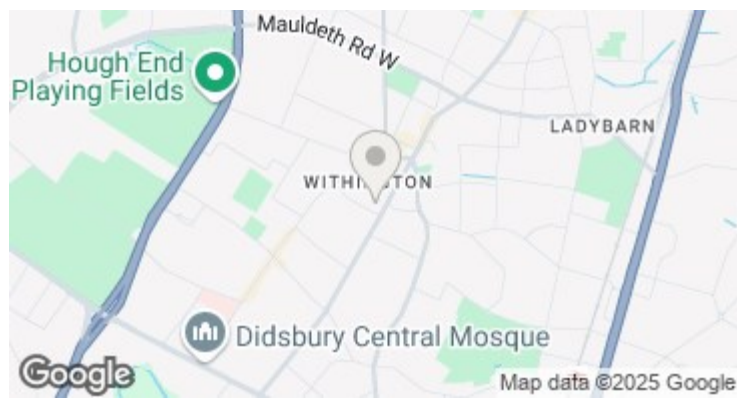 Mauldeth Rd W
Hough End
Playing Fields
LADYBARN
WITHINGTON
Didsbury Central Mosque
Google
Map data ©2025 Google